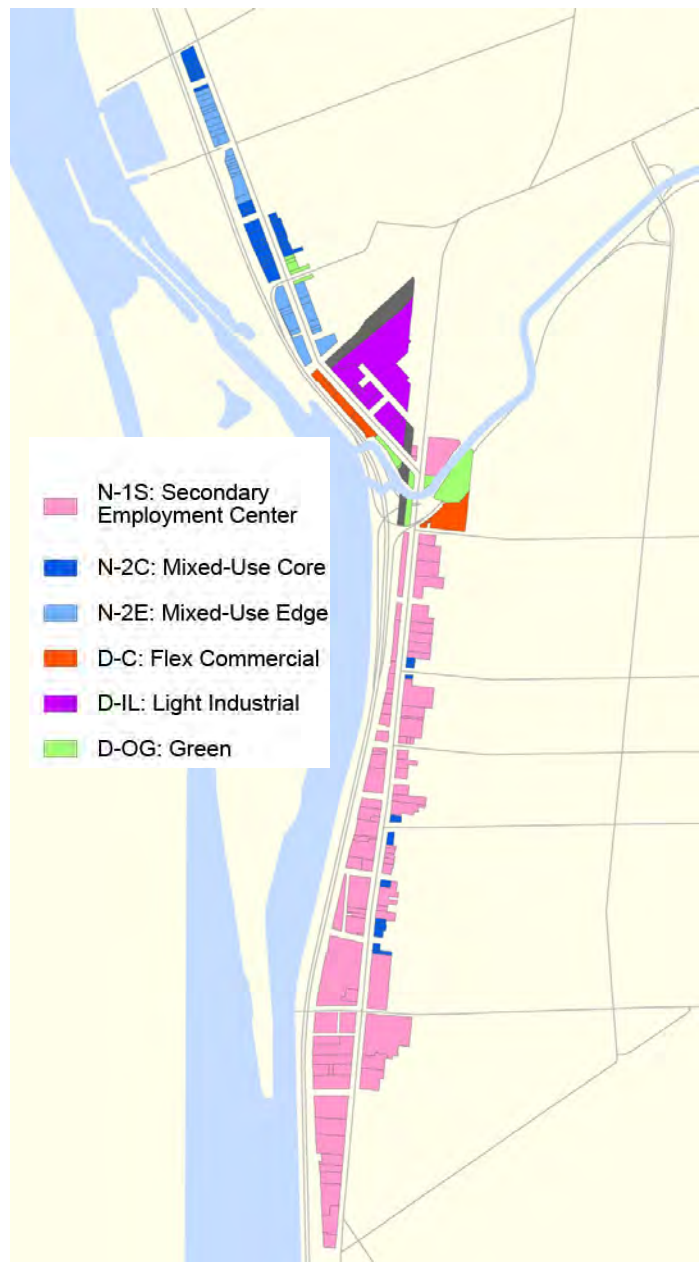 N-1S: Secondary
Employment Center
N-2C: Mixed-Use Core
N-2E: Mixed-Use Edge
D-C: Flex Commercial
D-IL: Light Industrial
D-OG: Green